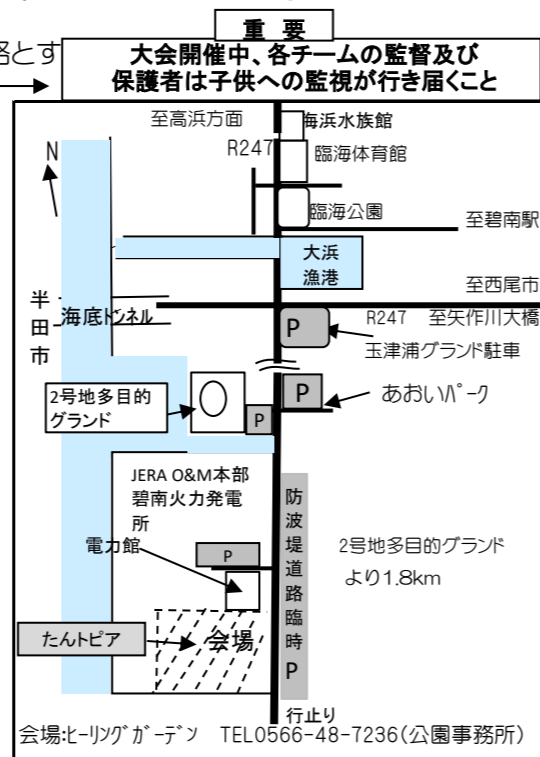 重 要
大会開催中、各チームの監督及び
保護者は子供への監視が行き届くこと
格とす
至高浜方面
海浜水族館
R247
臨海体育館
N
臨海公園
至碧南駅
大浜
漁港
至西尾市
半田市
海底トンネル
P
R247 至矢作川大橋
玉津浦グランド駐車
2号地多目的
グランド
P
P
あおいパーク
JERA O&M本部
碧南火力発電
所
防波堤道路臨時P
2号地多目的グランド
より1.8km
電力館
P
たんトピア
会場
行止り
会場:ヒーリングガーデン TEL0566-48-7236(公園事務所)